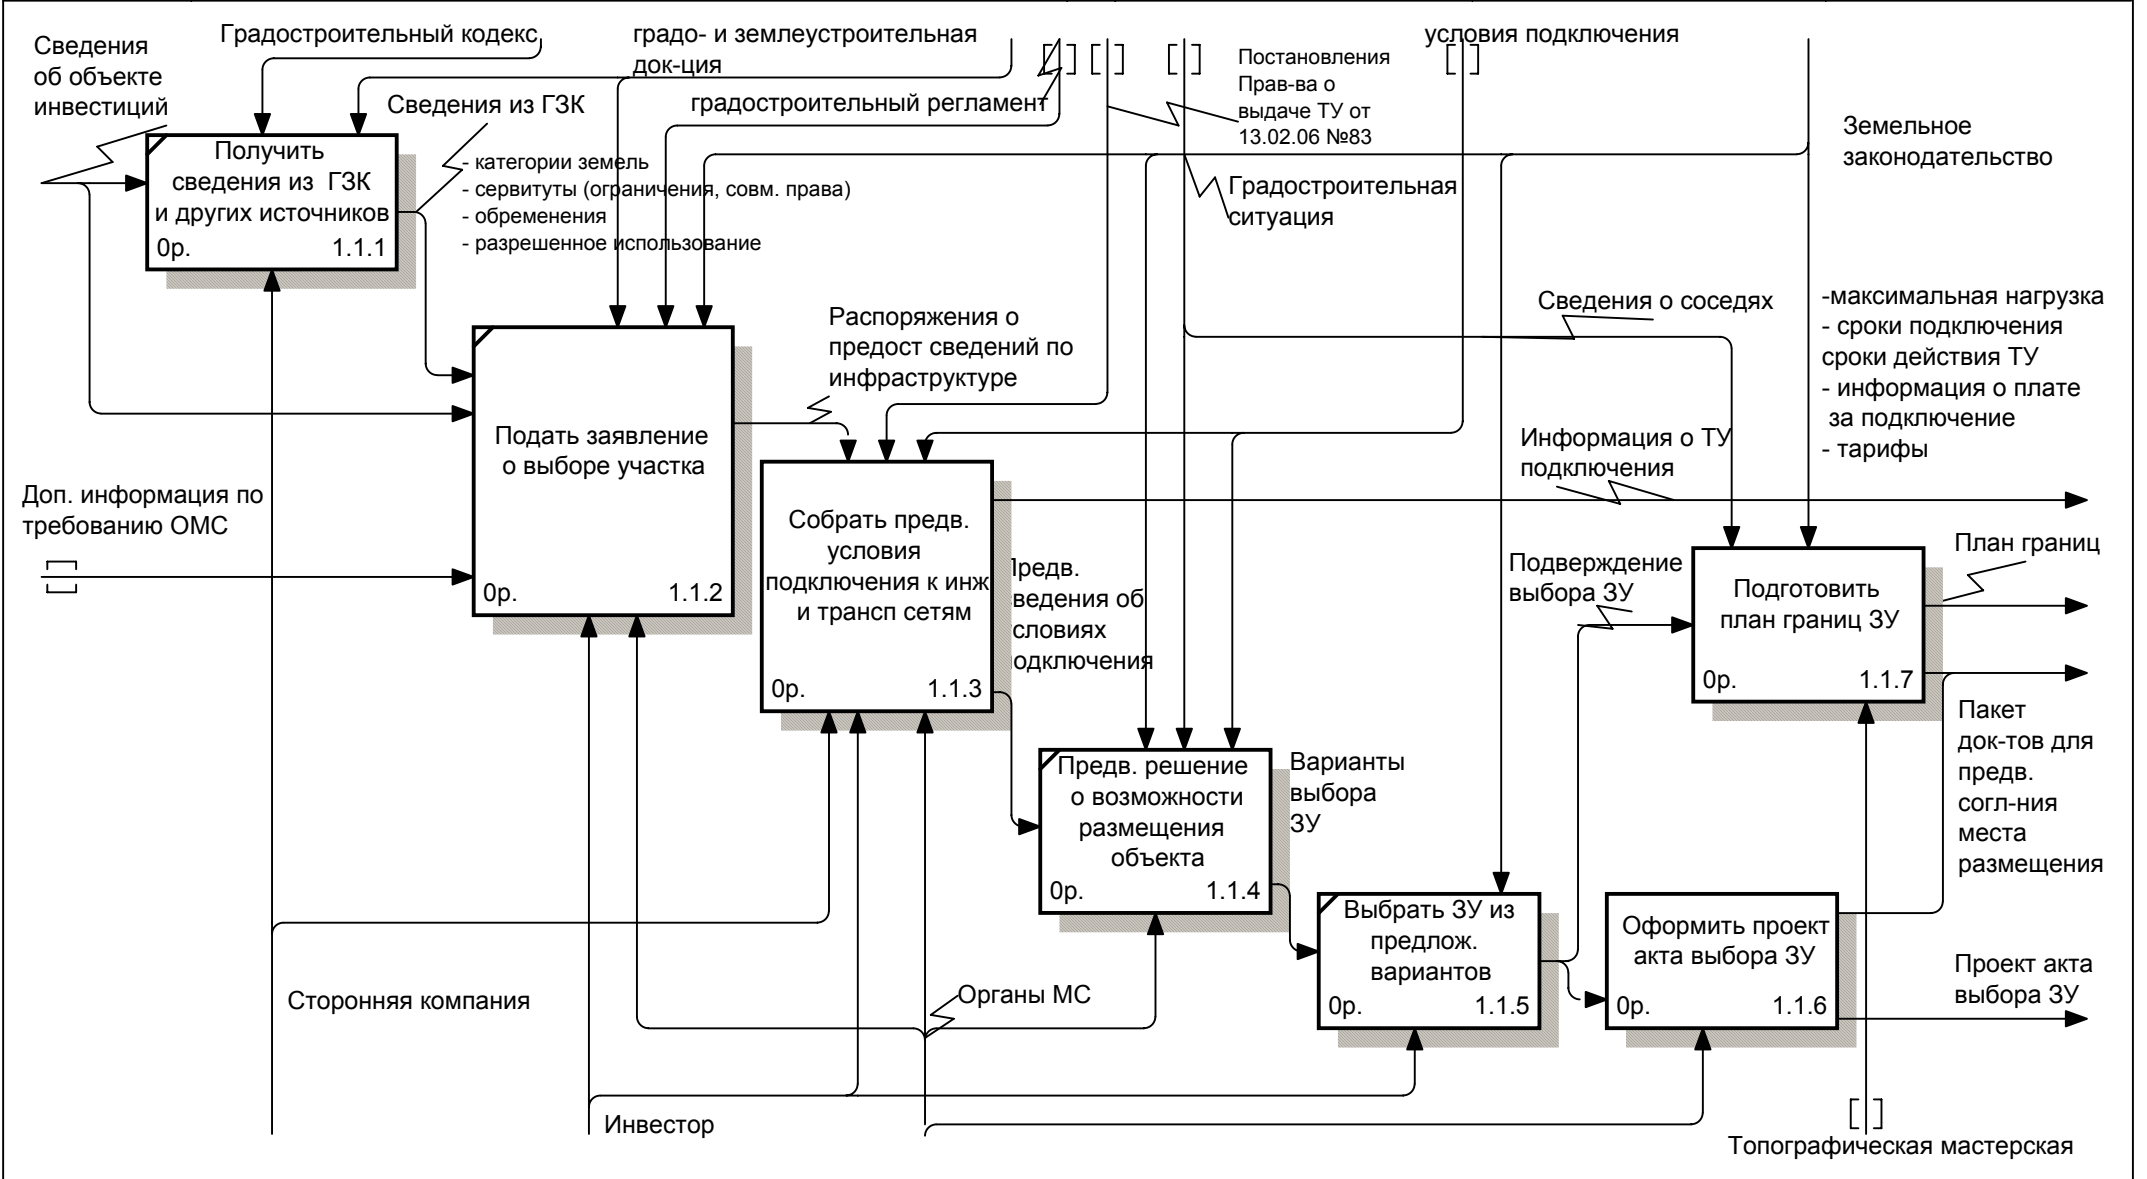 Сведения
об объекте
инвестиций
Градостроительный кодекс
градо- и землеустроительная
док-ция
условия подключения
Постановления
Прав-ва о
выдаче ТУ от
13.02.06 №83
Сведения из ГЗК
градостроительный регламент
Земельное
законодательство
Получить
сведения из ГЗК
и других источников
0р. 1.1.1
- категории земель
- сервитуты (ограничения, совм. права)
- обременения
- разрешенное использование
Градостроительная
ситуация
Распоряжения о
предост сведений по
инфраструктуре
Сведения о соседях
-максимальная нагрузка
- сроки подключения
сроки действия ТУ
- информация о плате
за подключение
- тарифы
Подать заявление
о выборе участка
0р. 1.1.2
Информация о ТУ
подключения
Доп. информация по
требованию ОМС
Собрать предв.
условия
подключения к инж
и трансп сетям
0р. 1.1.3
Предв.
ведения об
словиях
одключения
Подверждение
выбора ЗУ
План границ
Подготовить
план границ ЗУ
0р. 1.1.7
Пакет
док-тов для
предв.
согл-ния
места
размещения
Предв. решение
о возможности
размещения
объекта
0р. 1.1.4
Варианты
выбора
ЗУ
Выбрать ЗУ из
предлож.
вариантов
0р. 1.1.5
Оформить проект
акта выбора ЗУ
0р. 1.1.6
Проект акта
выбора ЗУ
Сторонняя компания
Органы МС
Инвестор
Топографическая мастерская